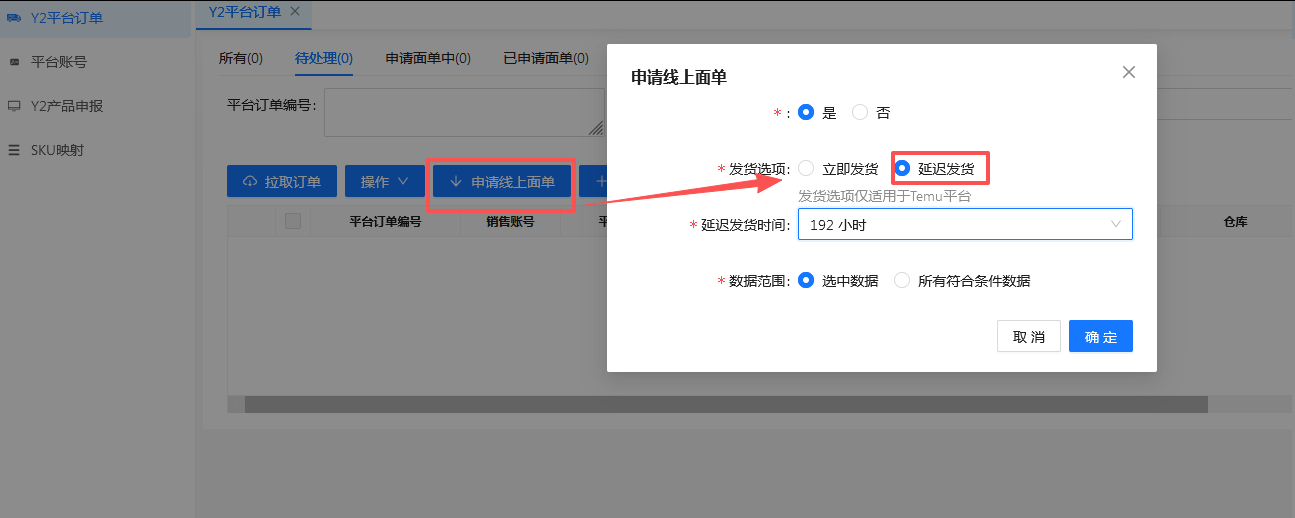 Y2平台订单
平台账号
Y2产品申报
SKU映射
Y2平台订单
所有(0) 待处理(0) 申请面单中(0) 已申请面单(0)
平台订单编号:
拉取订单 操作 申请线上面单
平台订单编号 销售账号 仓库
申请线上面单
* : 是 否
* 发货选项: 立即发货 延迟发货
发货选项仅适用于Temu平台
* 延迟发货时间: 192 小时
* 数据范围: 选中数据 所有符合条件数据
取 消 确 定